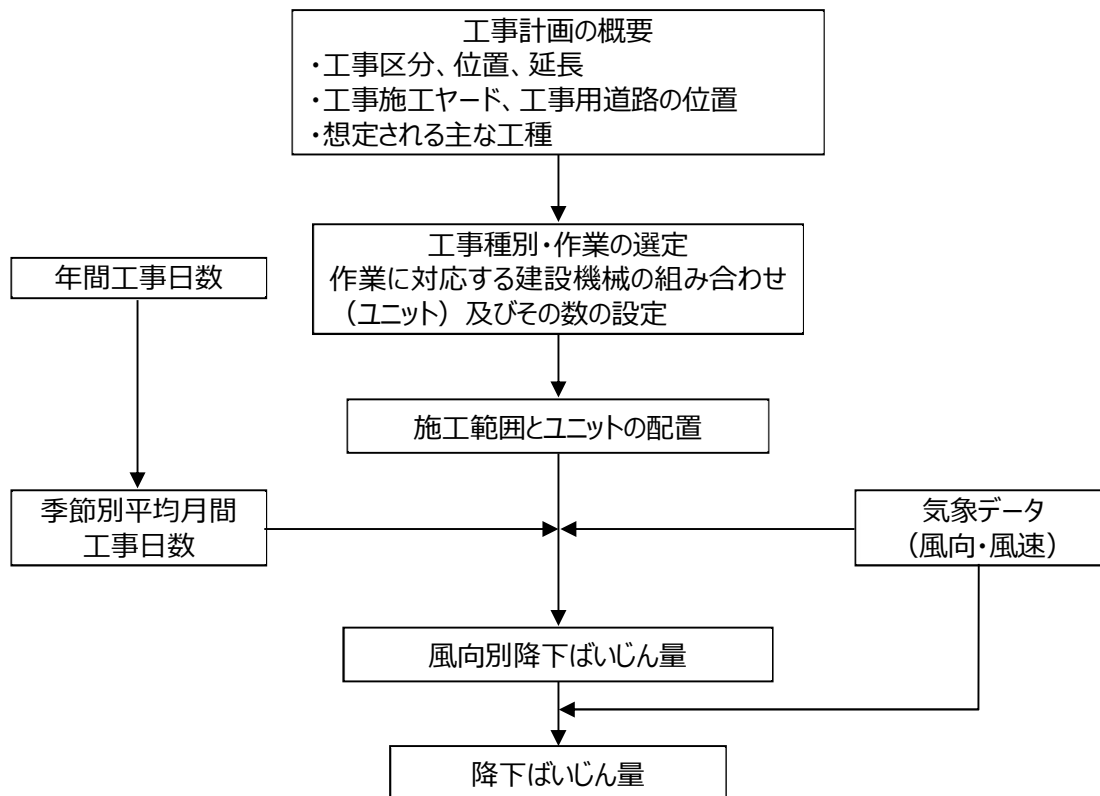 工事計画の概要
・工事区分、位置、延長
・工事施工ヤード、工事用道路の位置
・想定される主な工種
工事種別・作業の選定
作業に対応する建設機械の組み合わせ
（ユニット）及びその数の設定
年間工事日数
施工範囲とユニットの配置
季節別平均月間
工事日数
気象データ
（風向・風速）
風向別降下ばいじん量
降下ばいじん量